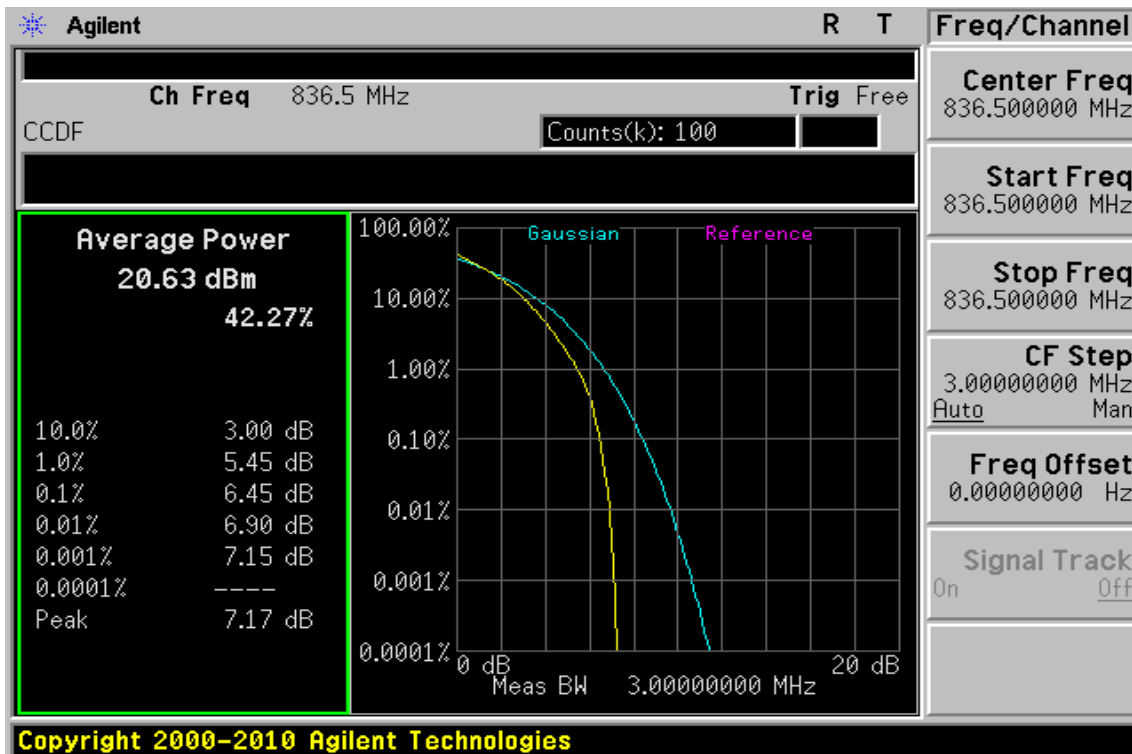 Agilent
R T
Ch Freq 836.5 MHz
Trig Free
CCDF
Counts(k): 100
Average Power
20.63 dBm
42.27%
10.0% 3.00 dB
1.0% 5.45 dB
0.1% 6.45 dB
0.01% 6.90 dB
0.001% 7.15 dB
0.0001% ----
Peak 7.17 dB
Gaussian
Reference
100.00%
10.00%
1.00%
0.10%
0.01%
0.001%
0.0001%
0 dB
20 dB
Meas BW 3.00000000 MHz
Freq/Channel
Center Freq
836.500000 MHz
Start Freq
836.500000 MHz
Stop Freq
836.500000 MHz
CF Step
3.00000000 MHz
Auto Man
Freq Offset
0.00000000 Hz
Signal Track
On Off
Copyright 2000-2010 Agilent Technologies